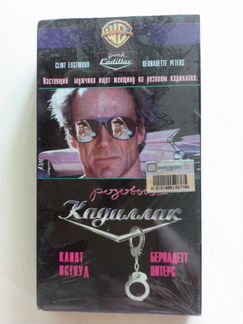 WB
pink
Cadillac
CLINT EASTWOOD
BERNADETTE PETERS
Настоящий мужчина ищет женщину на розовом кадиллаке.
розовый
Кадиллак
КЛИНТ
ИСТВУД
БЕРНАДЕТТ
ПИТЕРС